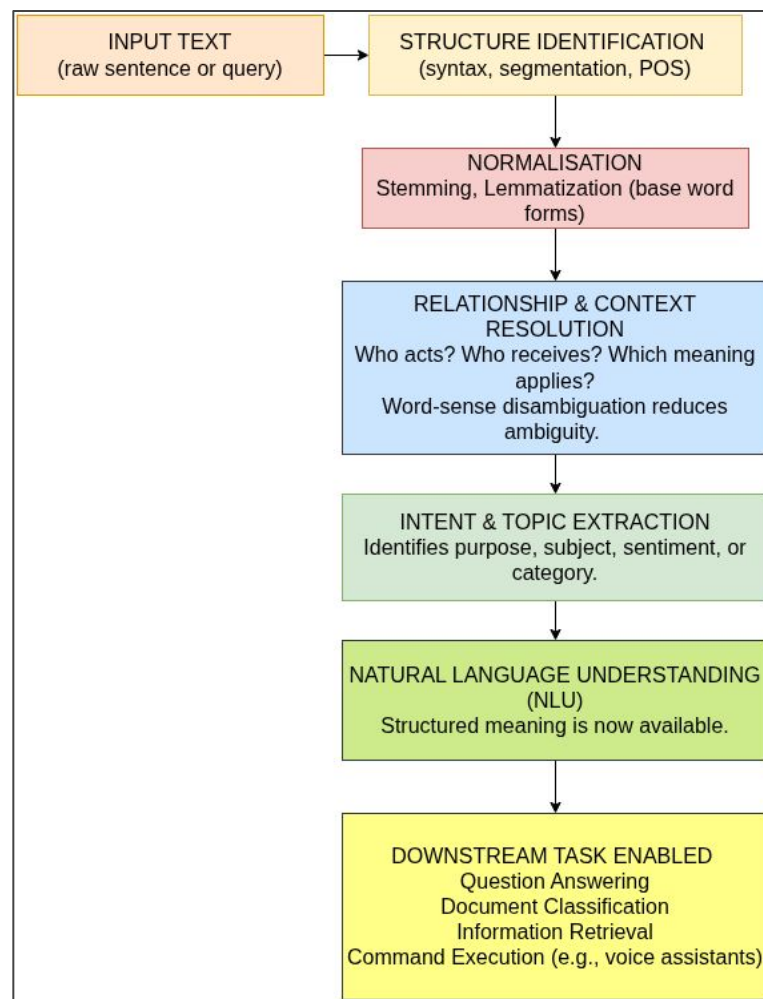 INPUT TEXT
(raw sentence or query)
STRUCTURE IDENTIFICATION
(syntax, segmentation, POS)
NORMALISATION
Stemming, Lemmatization (base word
forms)
RELATIONSHIP & CONTEXT
RESOLUTION
Who acts? Who receives? Which meaning
applies?
Word-sense disambiguation reduces
ambiguity.
INTENT & TOPIC EXTRACTION
Identifies purpose, subject, sentiment, or
category.
NATURAL LANGUAGE UNDERSTANDING
(NLU)
Structured meaning is now available.
DOWNSTREAM TASK ENABLED
Question Answering
Document Classification
Information Retrieval
Command Execution (e.g., voice assistants)